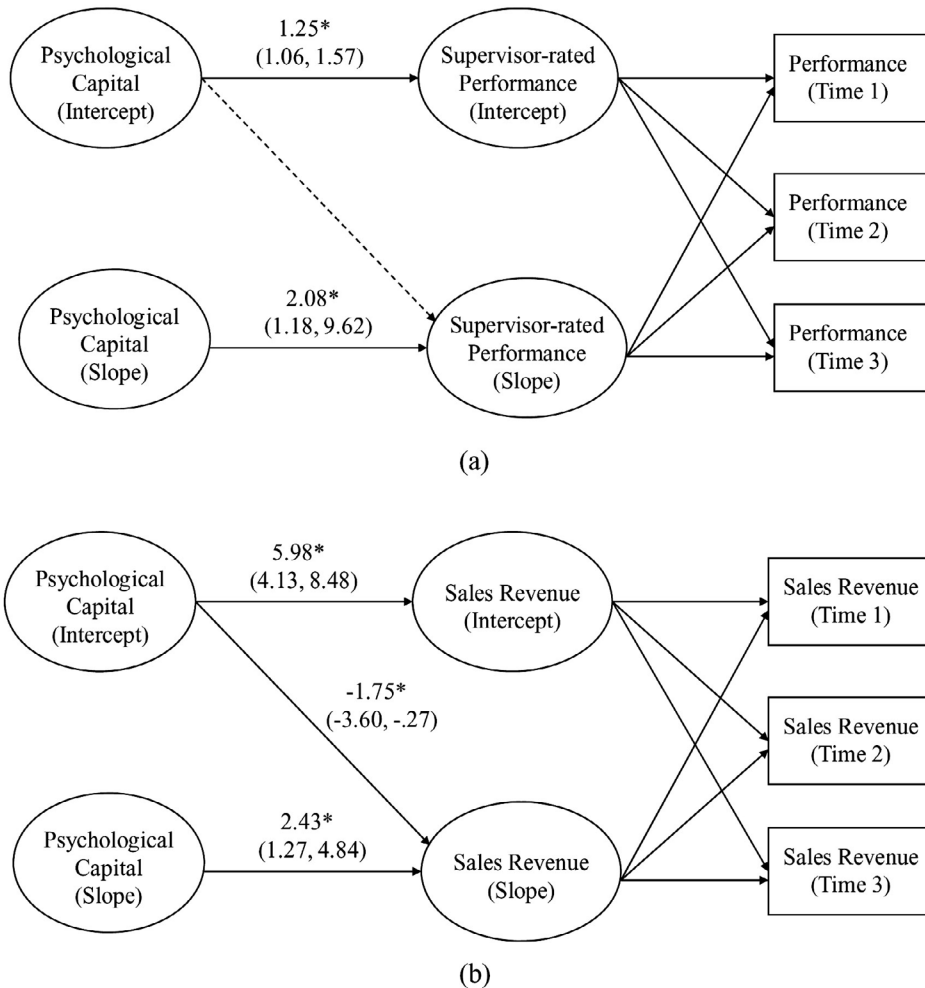 Psychological
Capital
(Intercept)
1.25*
(1.06, 1.57)
Supervisor-rated
Performance
(Intercept)
Performance
(Time 1)
Performance
(Time 2)
Psychological
Capital
(Slope)
2.08*
(1.18, 9.62)
Supervisor-rated
Performance
(Slope)
Performance
(Time 3)
(a)
Psychological
Capital
(Intercept)
5.98*
(4.13, 8.48)
Sales Revenue
(Intercept)
Sales Revenue
(Time 1)
-1.75*
(-3.60, -.27)
Sales Revenue
(Time 2)
Psychological
Capital
(Slope)
2.43*
(1.27, 4.84)
Sales Revenue
(Slope)
Sales Revenue
(Time 3)
(b)